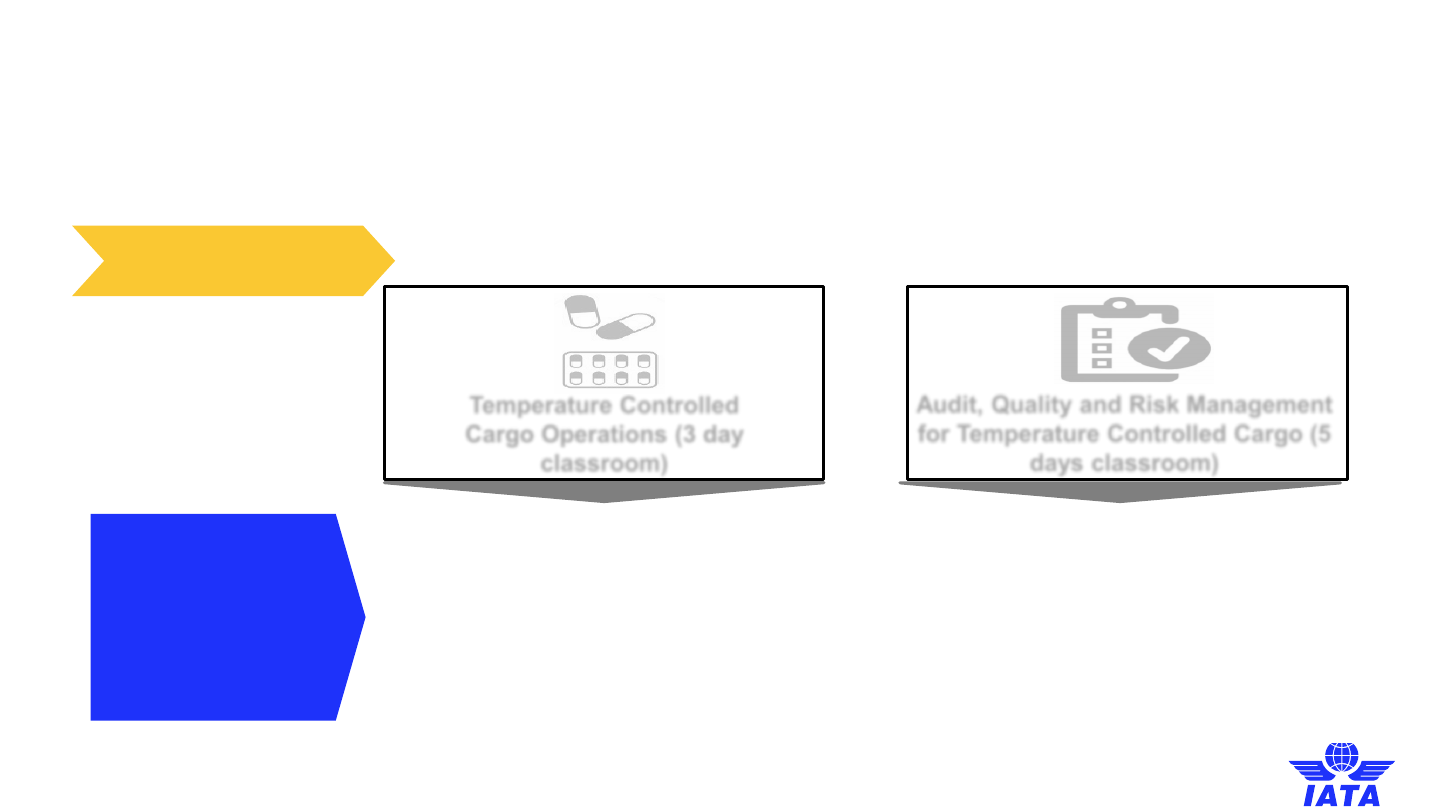 Temperature Controlled
Cargo Operations (3 day
classroom)
Audit, Quality and Risk Management
for Temperature Controlled Cargo (5
days classroom)
IATA